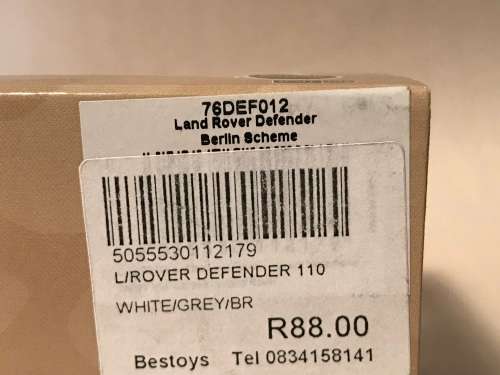 76DEF012
Land Rover Defender
Berlin Scheme
5055530112179
L/ROVER DEFENDER 110
WHITE/GREY/BR
R88.00
Bestoys Tel 0834158141